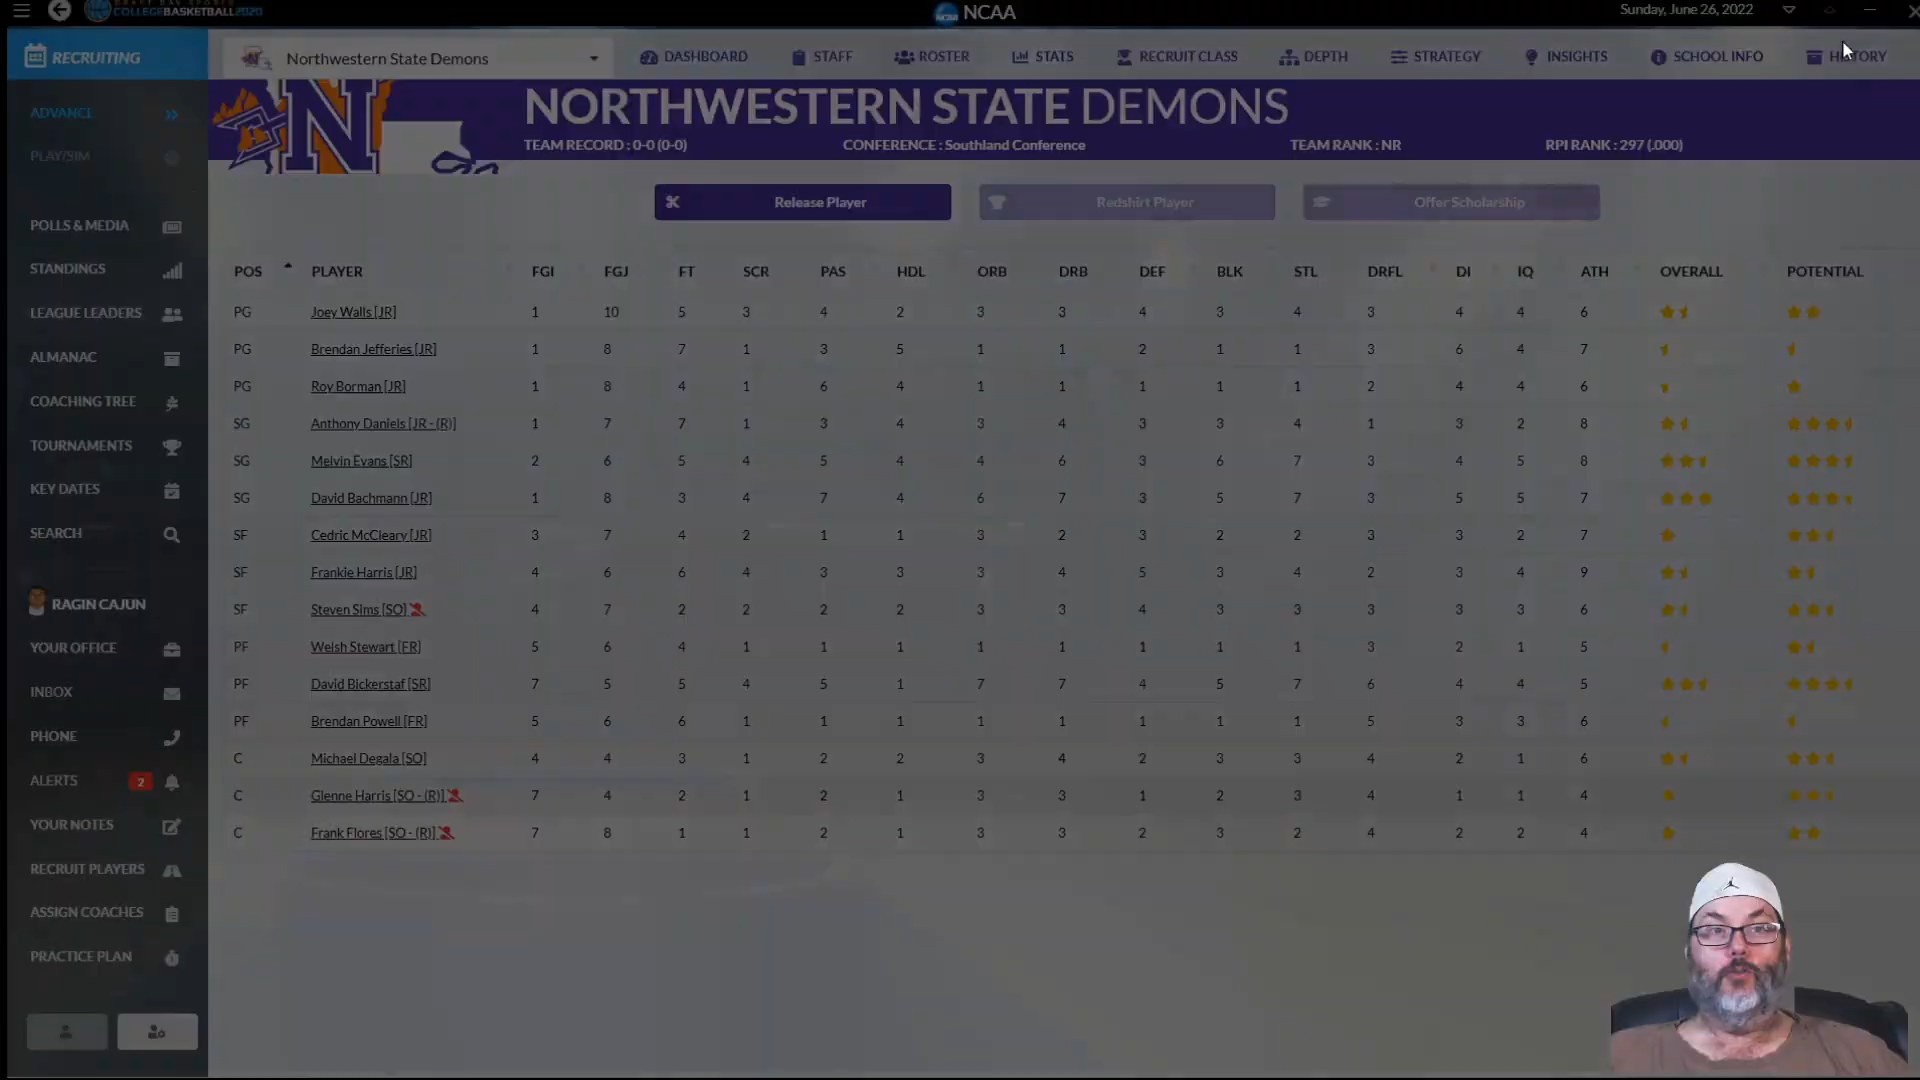 DRAFT DAY SPORTS
COLLEGEBASKETBALL2020
NCAA
Sunday, June 26, 2022
RECRUITING
Northwestern State Demons
DASHBOARD STAFF ROSTER STATS RECRUIT CLASS DEPTH STRATEGY INSIGHTS SCHOOL INFO HISTORY
NORTHWESTERN STATE DEMONS
TEAM RECORD : 0-0 (0-0) CONFERENCE : Southland Conference TEAM RANK : NR RPI RANK : 297 (.000)
N
Release Player Redshirt Player Offer Scholarship
POS PLAYER FGI FGJ FT SCR PAS HDL ORB DRB DEF BLK STL DRFL DI IQ ATH OVERALL POTENTIAL
PG Joey Walls [JR] 1 10 5 3 4 2 3 3 4 3 4 3 4 4 6
PG Brendan Jefferies [JR] 1 8 7 1 3 5 1 1 2 1 1 3 6 4 7
PG Roy Borman [JR] 1 8 4 1 6 4 1 1 1 1 1 2 4 4 6
SG Anthony Daniels [JR - (R)] 1 7 7 1 3 4 3 4 3 3 4 1 3 2 8
SG Melvin Evans [SR] 2 6 5 4 5 4 4 6 3 6 7 3 4 5 8
SG David Bachmann [JR] 1 8 3 4 7 4 6 7 3 5 7 3 5 5 7
SF Cedric McCleary [JR] 3 7 4 2 1 1 3 2 3 2 2 3 3 2 7
SF Frankie Harris [JR] 4 6 6 4 3 3 3 4 5 3 4 2 3 4 9
SF Steven Sims [SO] 4 7 2 2 2 2 3 3 4 3 3 3 3 3 6
PF Welsh Stewart [FR] 5 6 4 1 1 1 1 1 1 1 1 3 2 1 5
PF David Bickerstaf [SR] 7 5 5 4 5 1 7 7 4 5 7 6 4 4 5
PF Brendan Powell [FR] 5 6 6 1 1 1 1 1 1 1 1 5 3 3 6
C Michael Degala [SO] 4 4 3 1 2 2 3 4 2 3 3 4 2 1 6
C Glenne Harris [SO - (R)] 7 4 2 1 2 1 3 3 1 2 3 4 1 1 4
C Frank Flores [SO - (R)] 7 8 1 1 2 1 3 3 2 3 2 4 2 2 4
ADVANCE
PLAY/SIM
POLLS & MEDIA
STANDINGS
LEAGUE LEADERS
ALMANAC
COACHING TREE
TOURNAMENTS
KEY DATES
SEARCH
RAGIN CAJUN
YOUR OFFICE
INBOX
PHONE
ALERTS 2
YOUR NOTES
RECRUIT PLAYERS
ASSIGN COACHES
PRACTICE PLAN